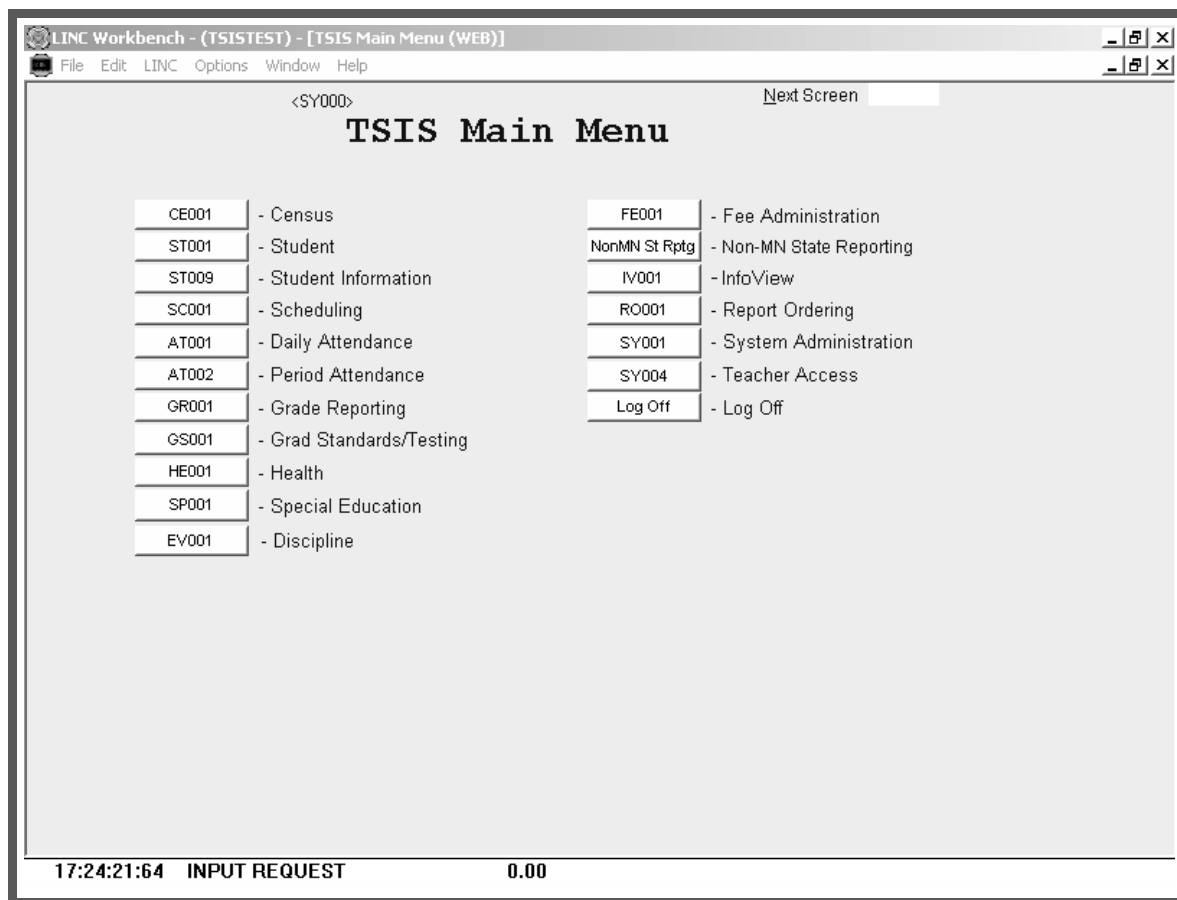 LINC Workbench - (TSISTEST) - [TSIS Main Menu (WEB)]
File Edit LINC Options Window Help
<SY000> Next Screen
TSIS Main Menu
CE001 - Census
ST001 - Student
ST009 - Student Information
SC001 - Scheduling
AT001 - Daily Attendance
AT002 - Period Attendance
GR001 - Grade Reporting
GS001 - Grad Standards/Testing
HE001 - Health
SP001 - Special Education
EV001 - Discipline
FE001 - Fee Administration
NonMN St Rptg - Non-MN State Reporting
IV001 - InfoView
RO001 - Report Ordering
SY001 - System Administration
SY004 - Teacher Access
Log Off - Log Off
17:24:21:64 INPUT REQUEST 0.00